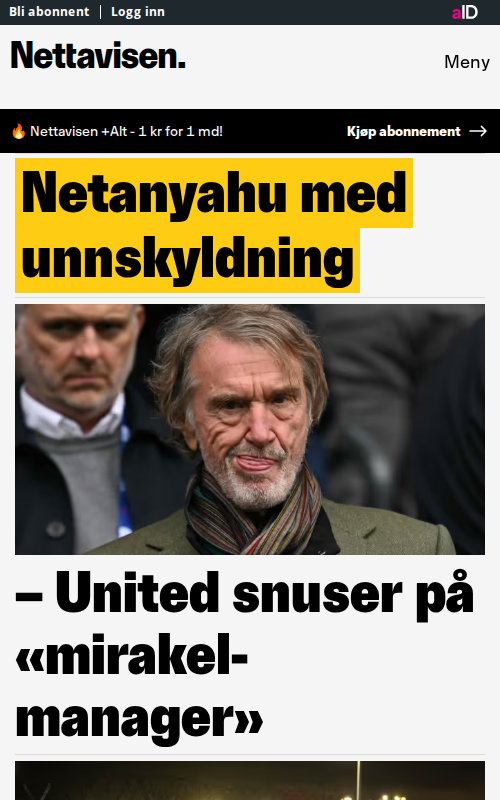 Bli abonnent
Logg inn
aID
Nettavisen.
Meny
🔥 Nettavisen +Alt - 1 kr for 1 md!
Kjøp abonnement →
Netanyahu med
unnskyldning
– United snuser på
«mirakel-
manager»